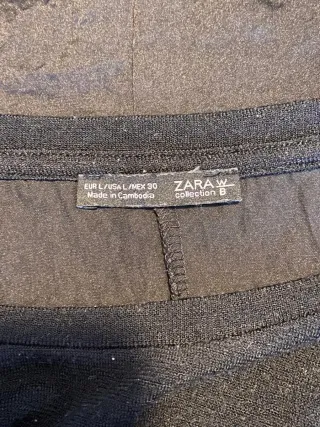 EUR L/USA L/MEX 30
Made in Cambodia
ZARA W
collection B